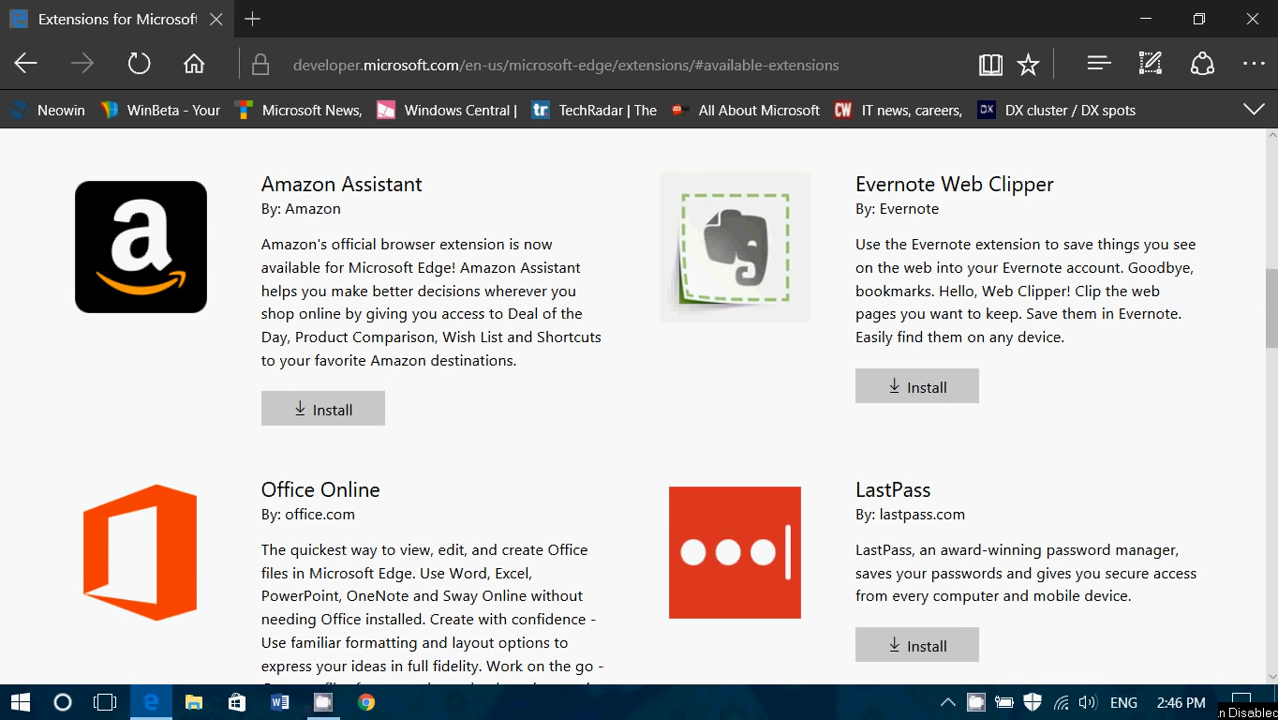 Extensions for Microsoft
developer.microsoft.com/en-us/microsoft-edge/extensions/#available-extensions
Neowin
WinBeta - Your
Microsoft News,
Windows Central |
tr
TechRadar | The
All About Microsoft
CW
IT news, careers,
DX
DX cluster / DX spots
a
Amazon Assistant
By: Amazon
Amazon's official browser extension is now
available for Microsoft Edge! Amazon Assistant
helps you make better decisions wherever you
shop online by giving you access to Deal of the
Day, Product Comparison, Wish List and Shortcuts
to your favorite Amazon destinations.
Install
Evernote Web Clipper
By: Evernote
Use the Evernote extension to save things you see
on the web into your Evernote account. Goodbye,
bookmarks. Hello, Web Clipper! Clip the web
pages you want to keep. Save them in Evernote.
Easily find them on any device.
Install
Office Online
By: office.com
The quickest way to view, edit, and create Office
files in Microsoft Edge. Use Word, Excel,
PowerPoint, OneNote and Sway Online without
needing Office installed. Create with confidence -
Use familiar formatting and layout options to
express your ideas in full fidelity. Work on the go -
LastPass
By: lastpass.com
LastPass, an award-winning password manager,
saves your passwords and gives you secure access
from every computer and mobile device.
Install
ENG
2:46 PM
n Disabled